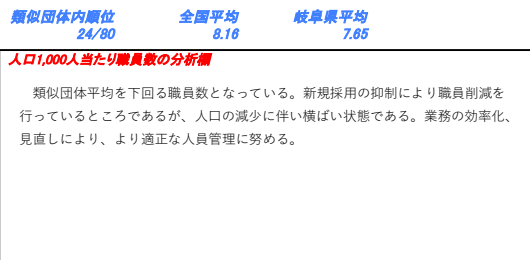 類似団体内順位 全国平均 岐阜県平均
24/80 8.16 7.65
人口1,000人当たり職員数の分析欄
類似団体平均を下回る職員数となっている。新規採用の抑制により職員削減を
行っているところであるが、人口の減少に伴い横ばい状態である。業務の効率化、
見直しにより、より適正な人員管理に努める。